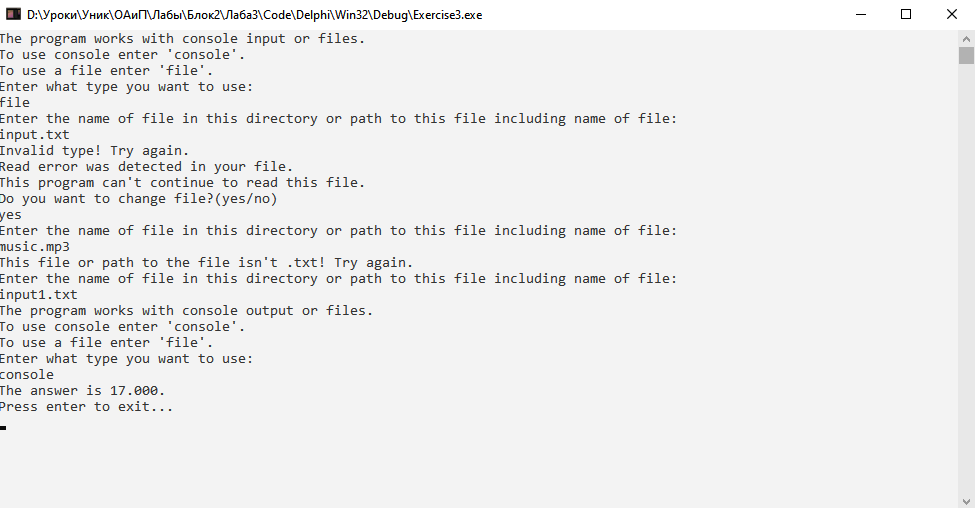 D:\Уроки\Уник\ОАиП\Лабы\Блок2\Лаба3\Code\Delphi\Win32\Debug\Exercise3.exe
The program works with console input or files.
To use console enter 'console'.
To use a file enter 'file'.
Enter what type you want to use:
file
Enter the name of file in this directory or path to this file including name of file:
input.txt
Invalid type! Try again.
Read error was detected in your file.
This program can't continue to read this file.
Do you want to change file?(yes/no)
yes
Enter the name of file in this directory or path to this file including name of file:
music.mp3
This file or path to the file isn't .txt! Try again.
Enter the name of file in this directory or path to this file including name of file:
input1.txt
The program works with console output or files.
To use console enter 'console'.
To use a file enter 'file'.
Enter what type you want to use:
console
The answer is 17.000.
Press enter to exit...